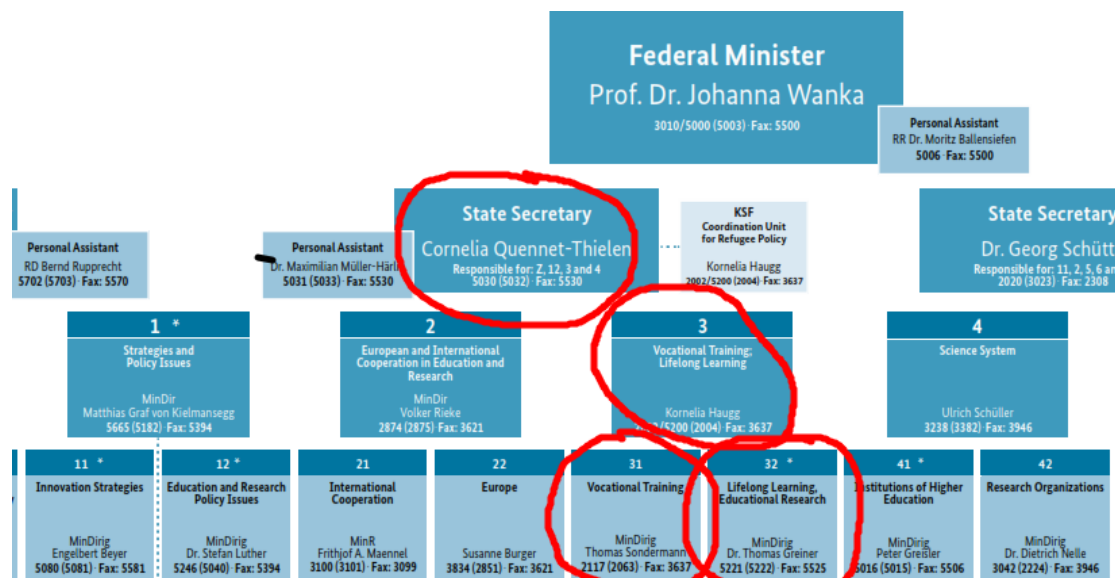 Federal Minister
Prof. Dr. Johanna Wanka
3010/5000 (5003) · Fax: 5500
Personal Assistant
RR Dr. Moritz Ballensiefen
5006 · Fax: 5500
Personal Assistant
RD Bernd Rupprecht
5702 (5703) · Fax: 5570
Personal Assistant
Dr. Maximilian Müller-Härl
5031 (5033) · Fax: 5530
State Secretary
Cornelia Quennet-Thielen
Responsible for: Z, 12, 3 and 4
5030 (5032) · Fax: 5530
KSF
Coordination Unit
for Refugee Policy
Kornelia Haugg
2002/5200 (2004) · Fax: 3637
State Secretary
Dr. Georg Schütt
Responsible for: 11, 2, 5, 6 an
2020 (3023) · Fax: 2308
1 *
Strategies and
Policy Issues
MinDir
Matthias Graf von Kielmansegg
5665 (5182) · Fax: 5394
2
European and International
Cooperation in Education and
Research
MinDir
Volker Rieke
2874 (2875) · Fax: 3621
3
Vocational Training;
Lifelong Learning
Kornelia Haugg
/5200 (2004) · Fax: 3637
4
Science System
Ulrich Schüller
3238 (3382) · Fax: 3946
11 *
Innovation Strategies
MinDirig
Engelbert Beyer
5080 (5081) · Fax: 5581
12 *
Education and Research
Policy Issues
MinDirig
Dr. Stefan Luther
5246 (5040) · Fax: 5394
21
International
Cooperation
MinR
Frithjof A. Maennel
3100 (3101) · Fax: 3099
22
Europe
Susanne Burger
3834 (2851) · Fax: 3621
31
Vocational Training
MinDirig
Thomas Sondermann
2117 (2063) · Fax: 3637
32 *
Lifelong Learning,
Educational Research
MinDirig
Dr. Thomas Greiner
5221 (5222) · Fax: 5525
41 *
Institutions of Higher
Education
MinDirig
Peter Greisler
5016 (5015) · Fax: 5506
42
Research Organizations
MinDirig
Dr. Dietrich Nelle
3042 (2224) · Fax: 3946